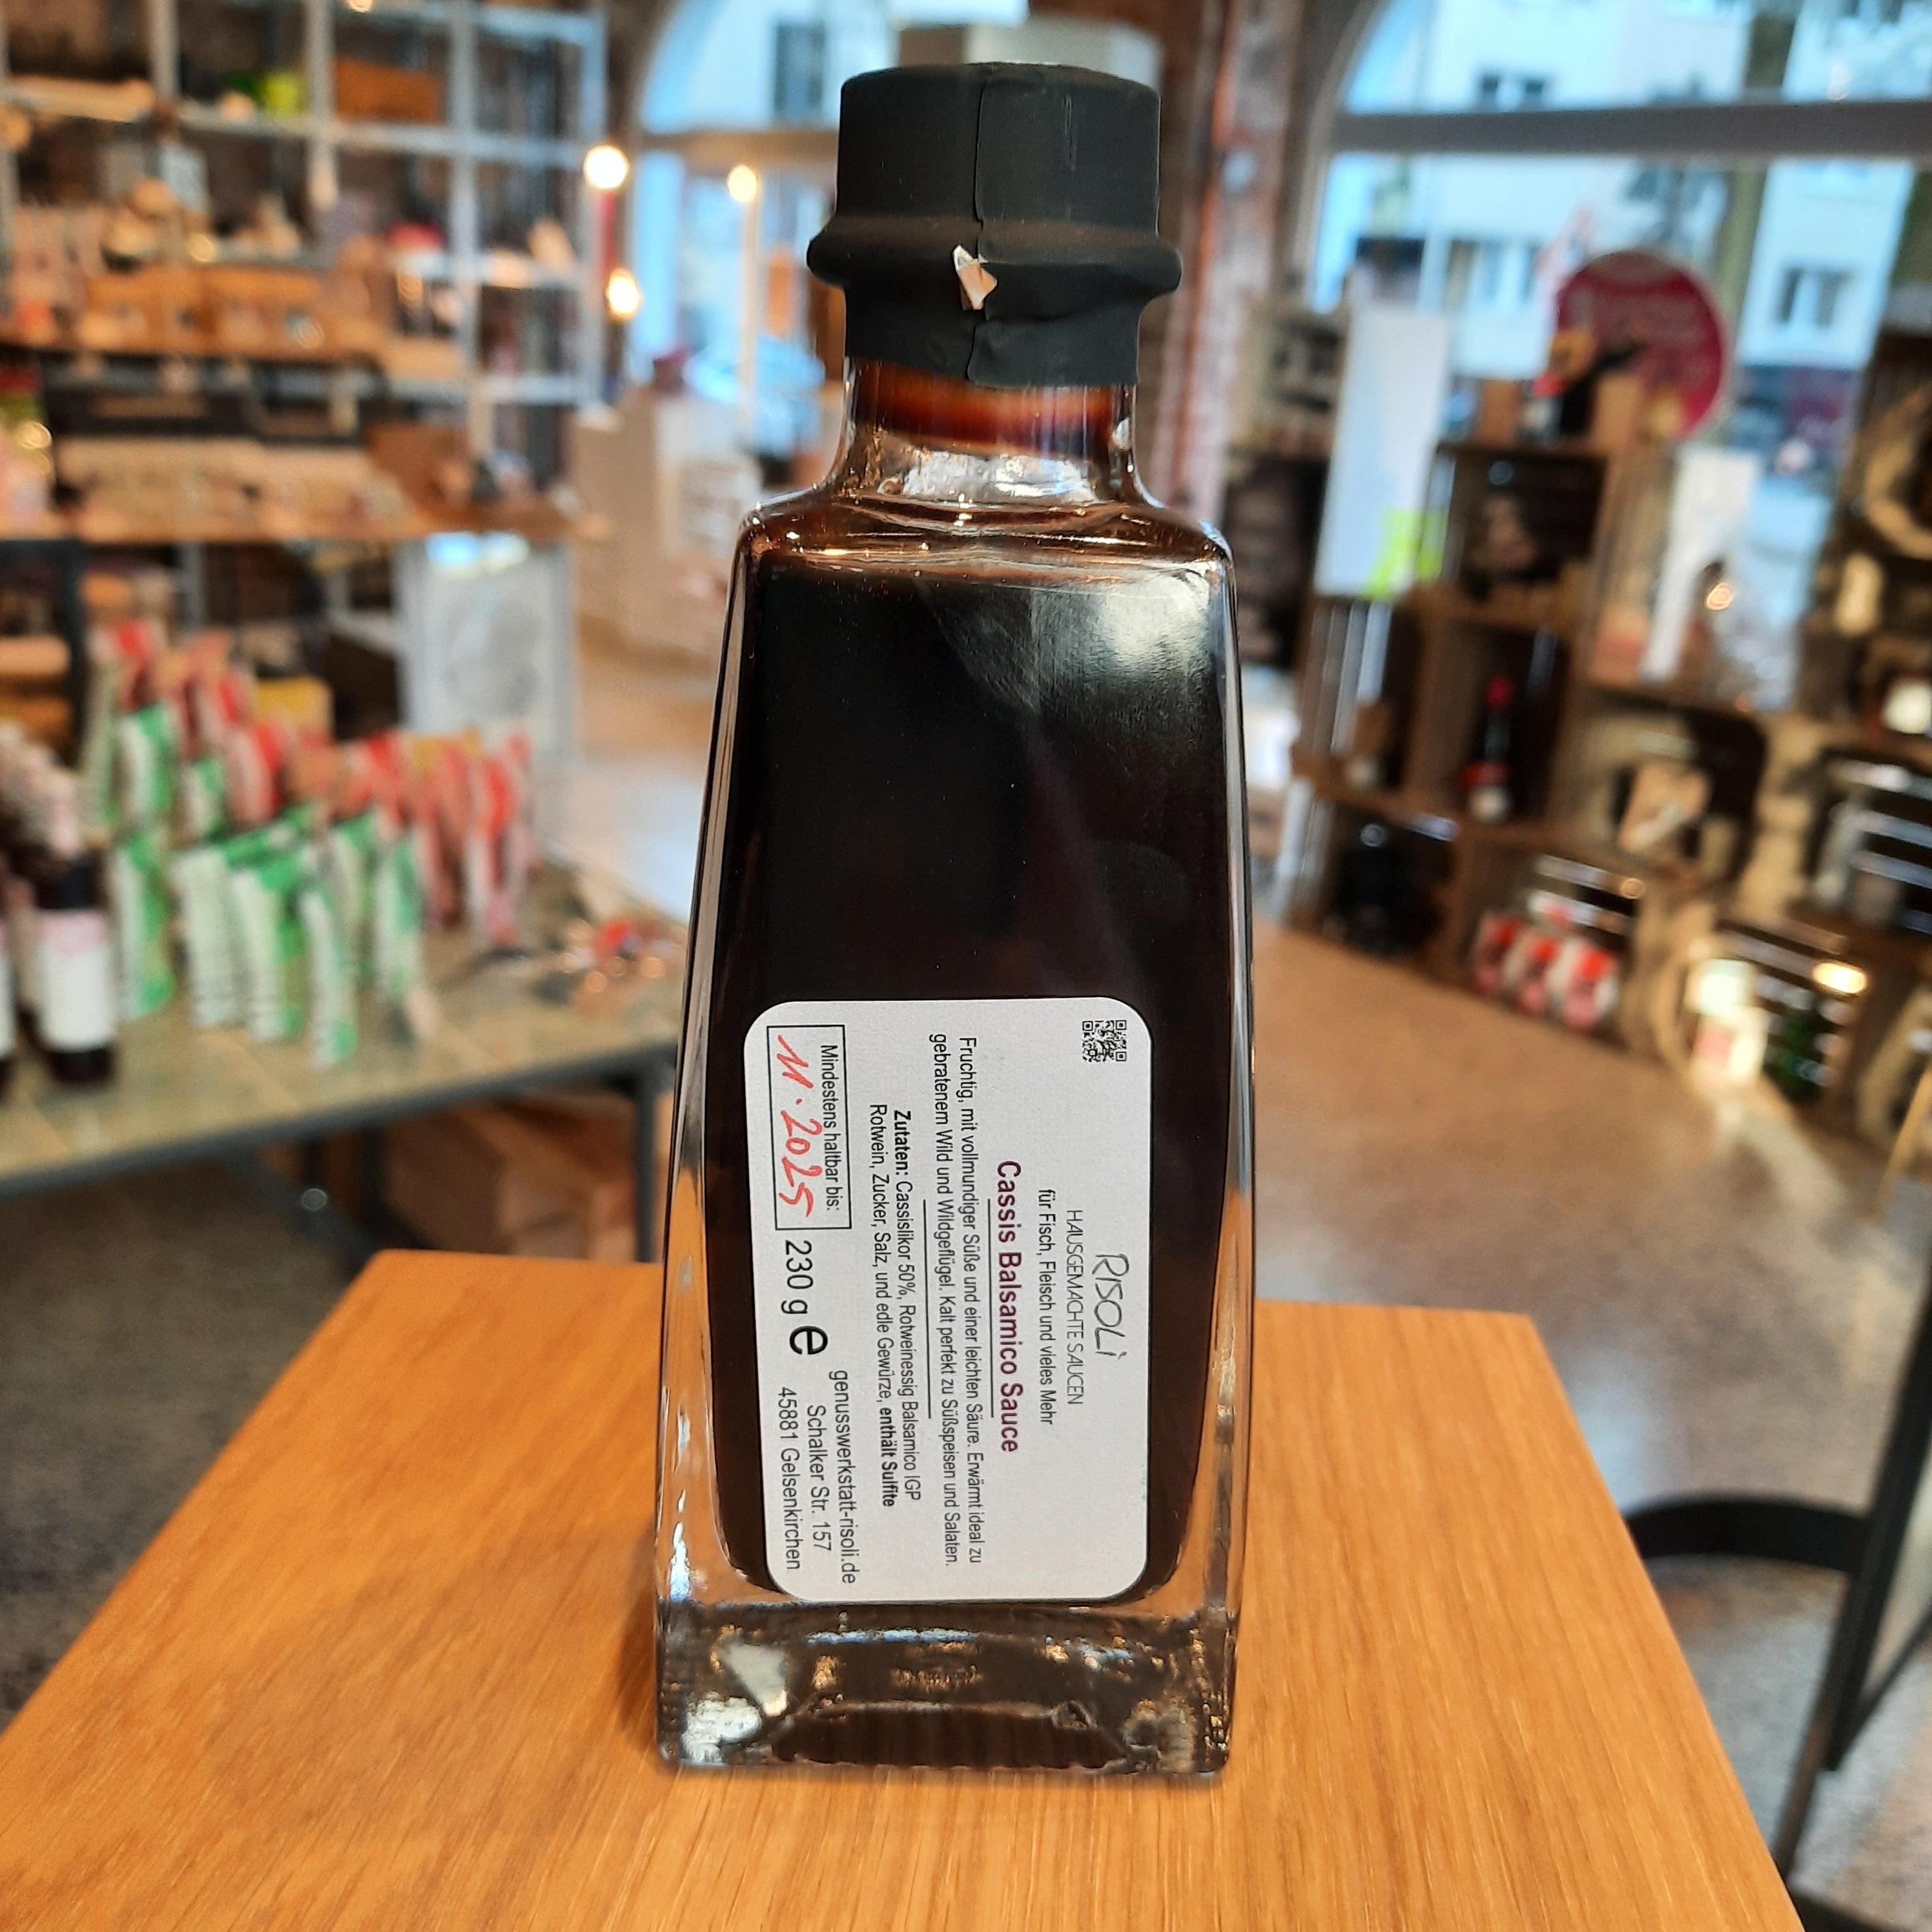 RISOLÌ
HAUSGEMACHTE SAUCEN
für Fisch, Fleisch und vieles Mehr
Cassis Balsamico Sauce
Fruchtig, mit vollmundiger Süße und einer leichten Säure. Erwärmt ideal zu
gebratenem Wild und Wildgeflügel. Kalt perfekt zu Süßspeisen und Salaten.
Zutaten: Cassislikör 50%, Rotweinessig Balsamico IGP
Rotwein, Zucker, Salz, und edle Gewürze, enthält Sulfite
Mindestens haltbar bis:
11.2025
230 g e
genusswerkstatt-risoli.de
Schalker Str. 157
45881 Gelsenkirchen